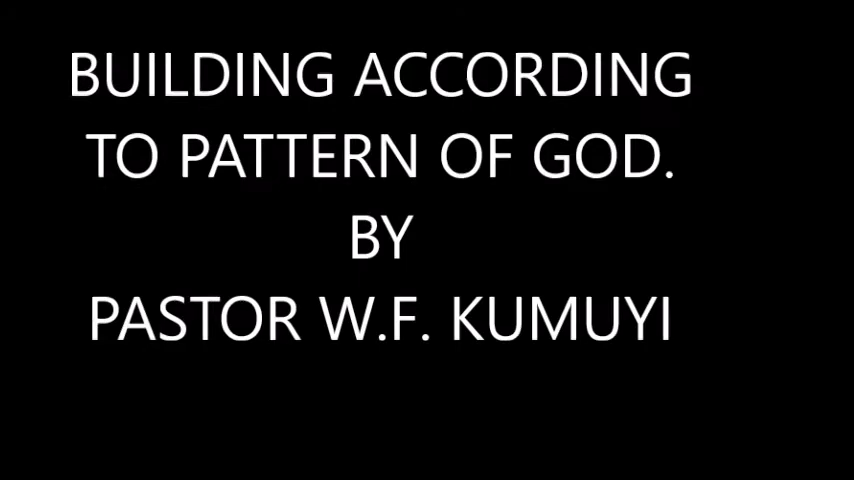 BUILDING ACCORDING
TO PATTERN OF GOD.
BY
PASTOR W.F. KUMUYI